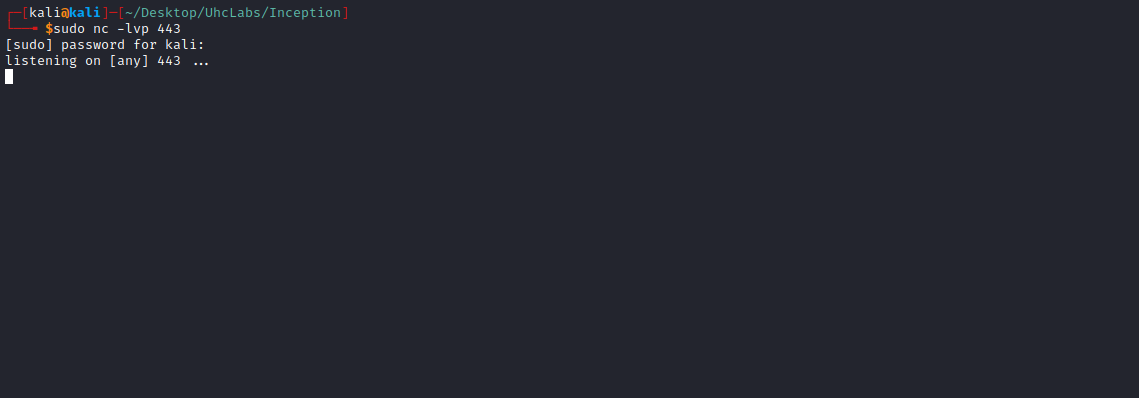 ┌─[kali@kali]─[~/Desktop/UhcLabs/Inception]
└──╼ $sudo nc -lvp 443
[sudo] password for kali:
listening on [any] 443 ...